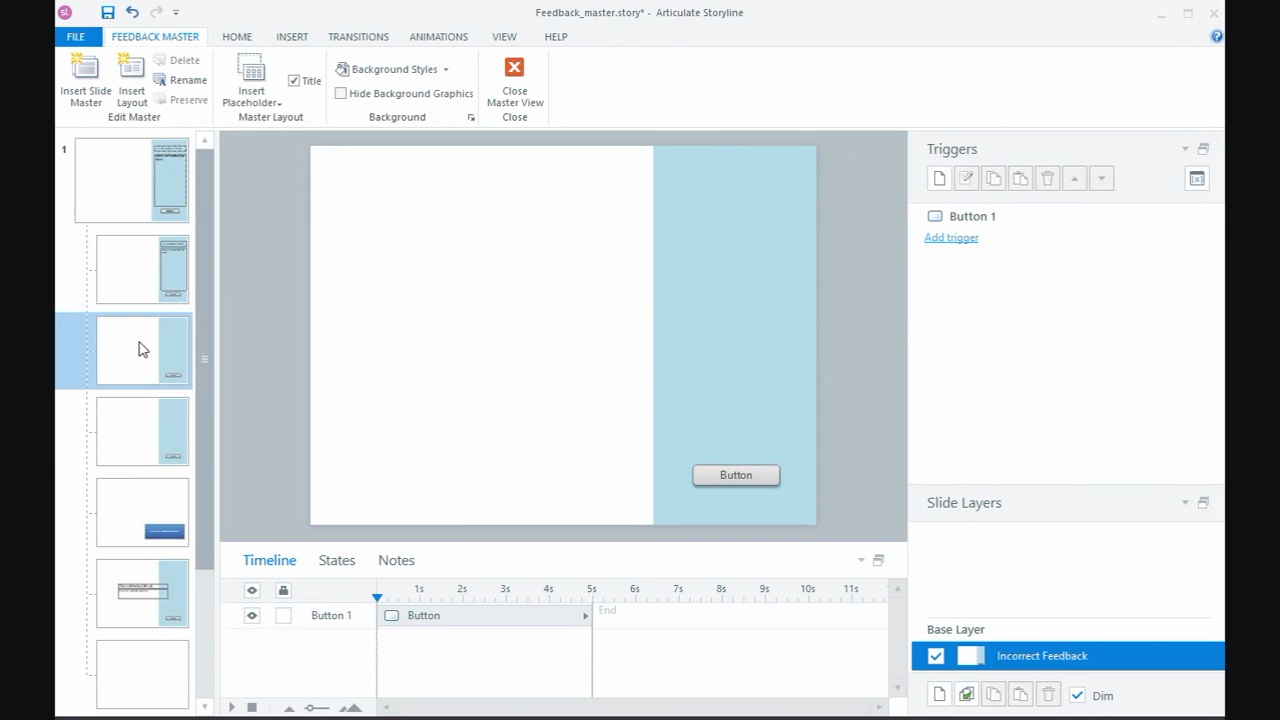 Feedback_master.story* - Articulate Storyline
FILE
FEEDBACK MASTER
HOME
INSERT
TRANSITIONS
ANIMATIONS
VIEW
HELP
Insert Slide
Master
Insert
Layout
Delete
Rename
Preserve
Edit Master
Insert
Placeholder
Title
Master Layout
Background Styles
Hide Background Graphics
Background
Close
Master View
Close
1
Button
Triggers
Button 1
Add trigger
Slide Layers
Base Layer
Incorrect Feedback
Dim
Timeline
States
Notes
1s 2s 3s 4s 5s 6s 7s 8s 9s 10s 11s
Button 1
Button
End